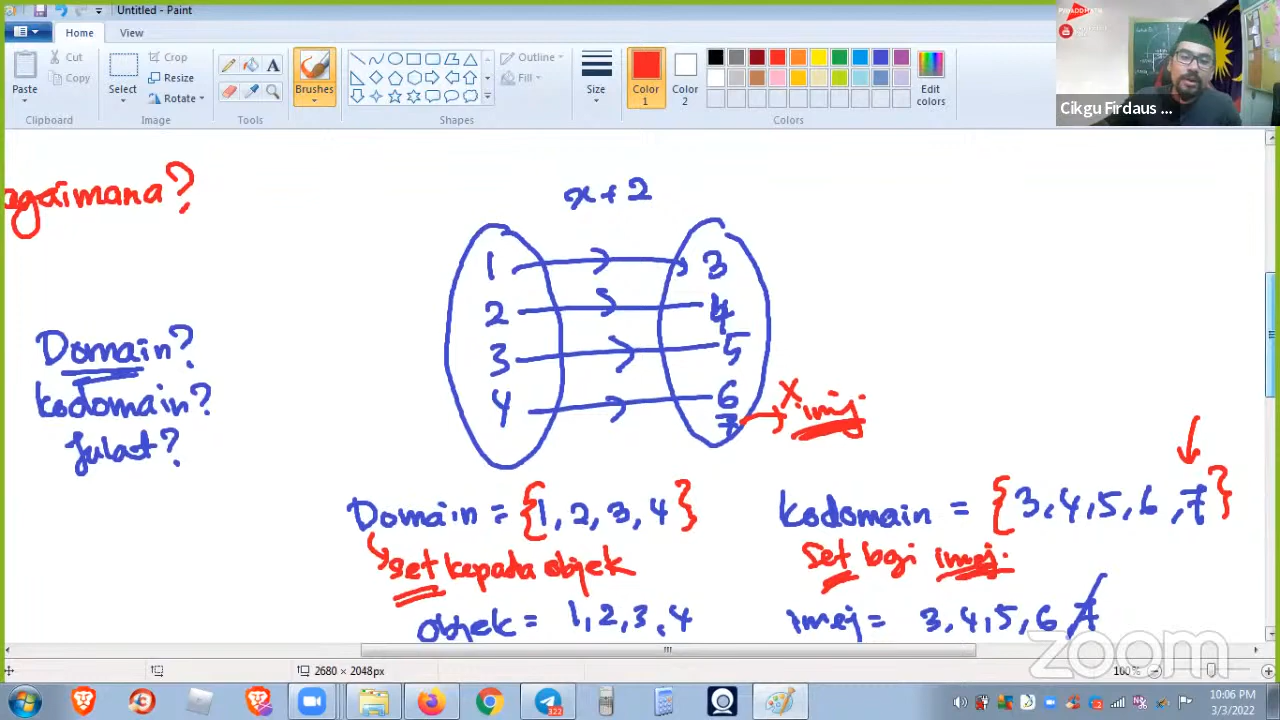 Untitled - Paint
Home
View
Paste
Cut
Copy
Clipboard
Select
Crop
Resize
Rotate
Image
Tools
Brushes
Shapes
Outline
Fill
Size
Color 1
Color 2
Edit colors
Colors
Cikgu Firdaus ...
agaimana?
x + 2
1 3
2 4
3 5
4 6
7 x imej
Domain?
kodomain?
Julat?
Domain = {1, 2, 3, 4}
kodomain = {3, 4, 5, 6, 7}
set kepada objek
set bagi imej.
objek = 1, 2, 3, 4
imej = 3, 4, 5, 6, 7
zoom
2680 × 2048px
100%
322
10:06 PM
3/3/2022